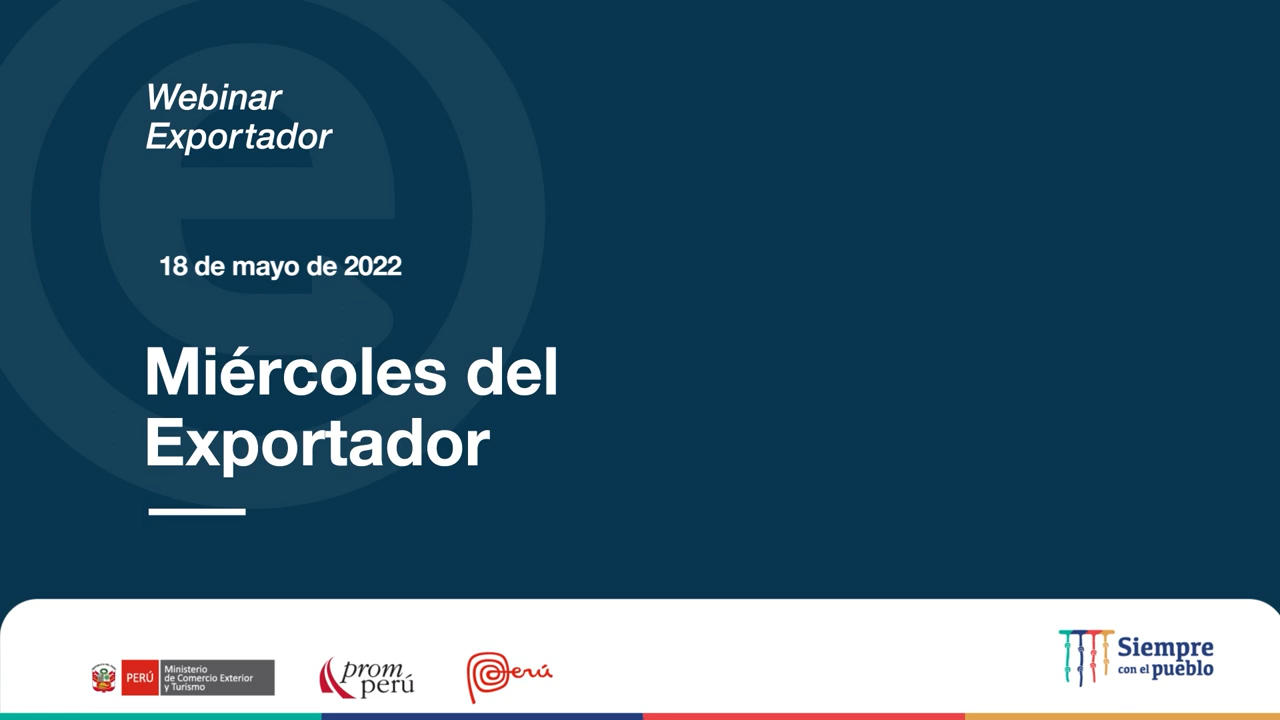 Webinar
Exportador
18 de mayo de 2022
Miércoles del
Exportador
PERÚ
Ministerio
de Comercio Exterior
y Turismo
prom
perú
Perú
Siempre
con el pueblo